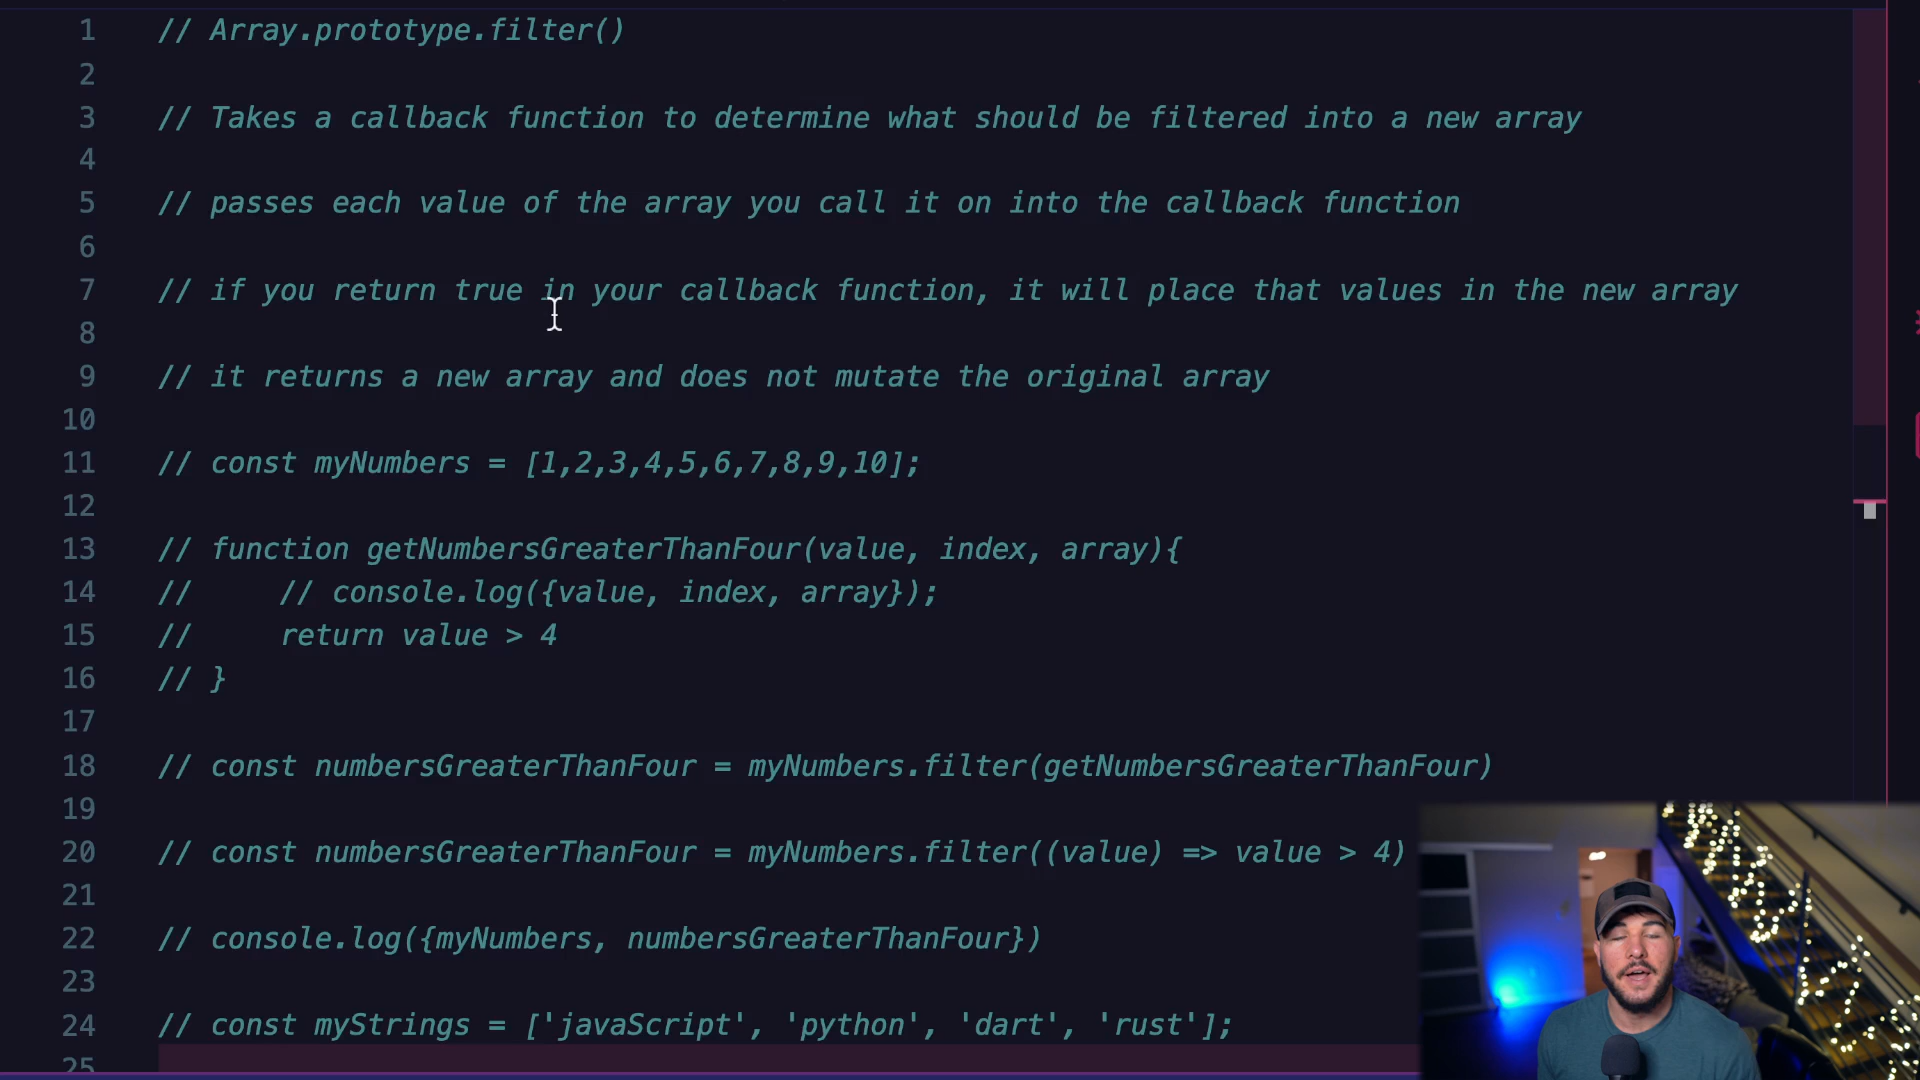 1 // Array.prototype.filter()
2
3 // Takes a callback function to determine what should be filtered into a new array
4
5 // passes each value of the array you call it on into the callback function
6
7 // if you return true in your callback function, it will place that values in the new array
8
9 // it returns a new array and does not mutate the original array
10
11 // const myNumbers = [1,2,3,4,5,6,7,8,9,10];
12
13 // function getNumbersGreaterThanFour(value, index, array){
14 //     // console.log({value, index, array});
15 //     return value > 4
16 // }
17
18 // const numbersGreaterThanFour = myNumbers.filter(getNumbersGreaterThanFour)
19
20 // const numbersGreaterThanFour = myNumbers.filter((value) => value > 4)
21
22 // console.log({myNumbers, numbersGreaterThanFour})
23
24 // const myStrings = ['javaScript', 'python', 'dart', 'rust'];
25